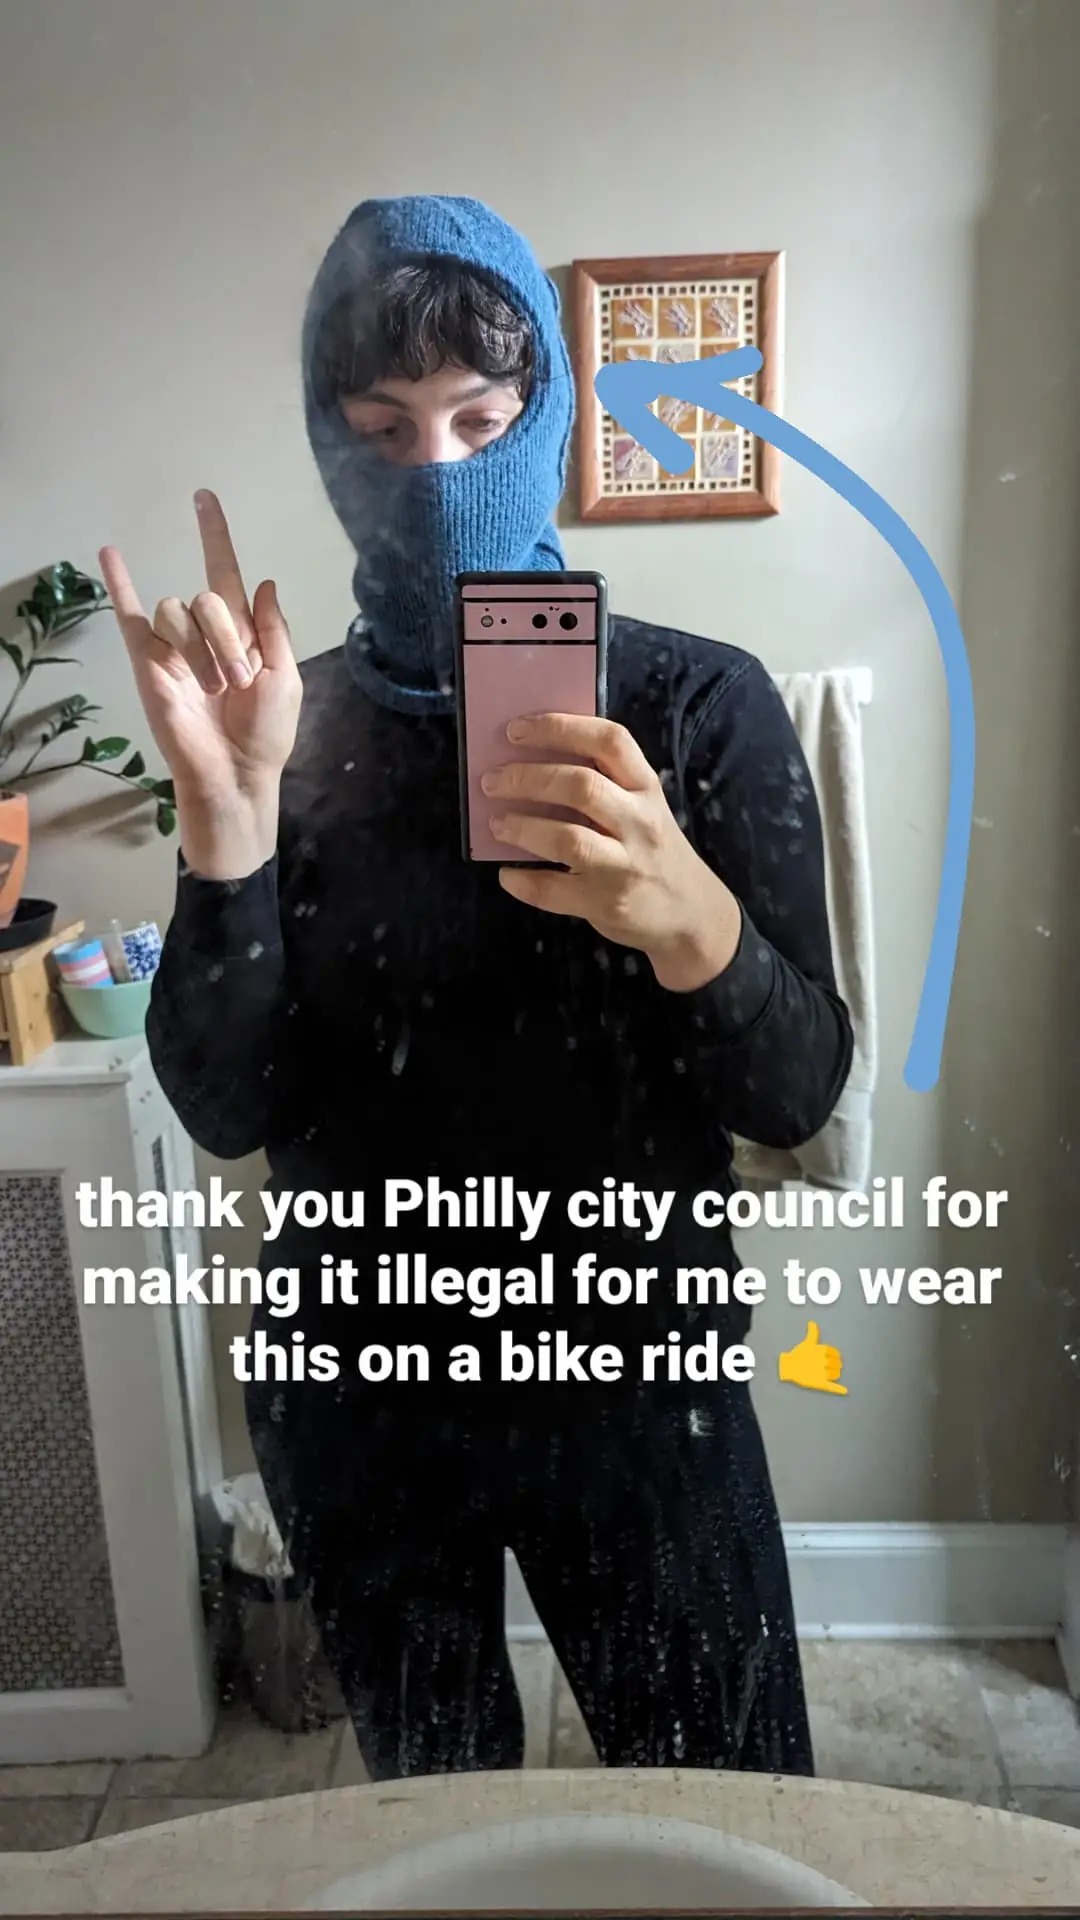 thank you Philly city council for
making it illegal for me to wear
this on a bike ride 🤙